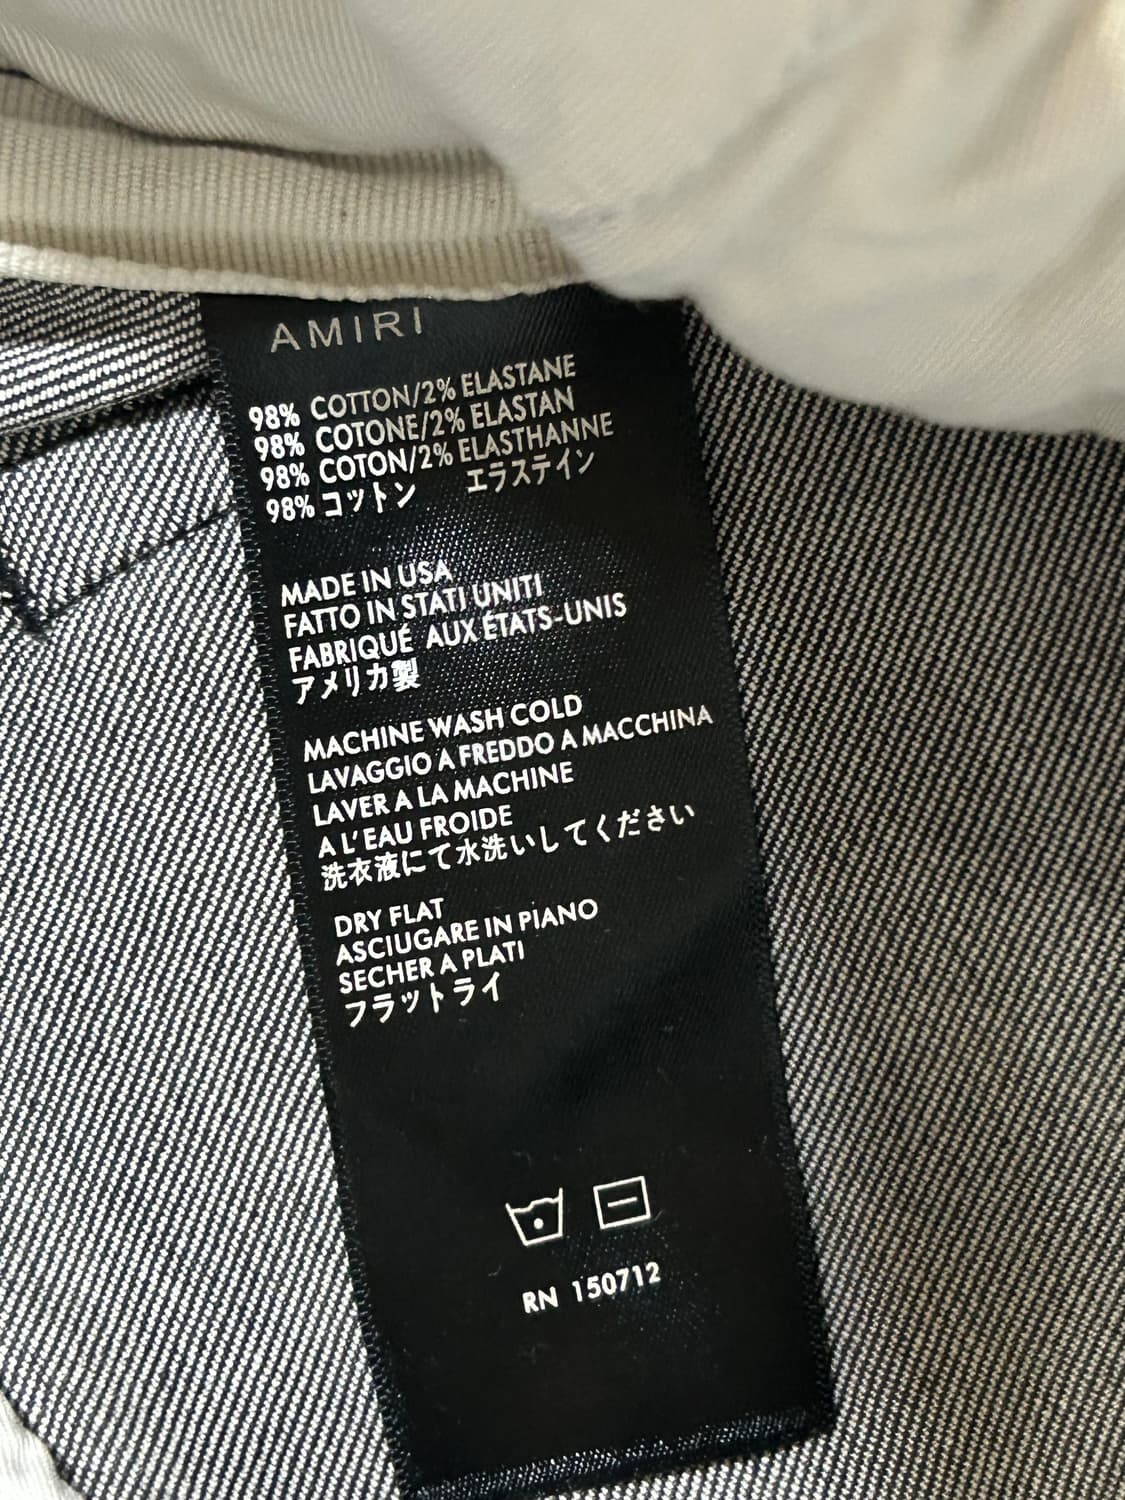 AMIRI
98% COTTON/2% ELASTANE
98% COTONE/2% ELASTAN
98% COTON/2% ELASTHANNE
98% コットン エラステイン
MADE IN USA
FATTO IN STATI UNITI
FABRIQUÉ AUX ÉTATS-UNIS
アメリカ製
MACHINE WASH COLD
LAVAGGIO A FREDDO A MACCHINA
LAVER A LA MACHINE
A L'EAU FROIDE
洗衣液にて水洗いしてください
DRY FLAT
ASCIUGARE IN PIANO
SECHER A PLATI
フラットライ
RN 150712